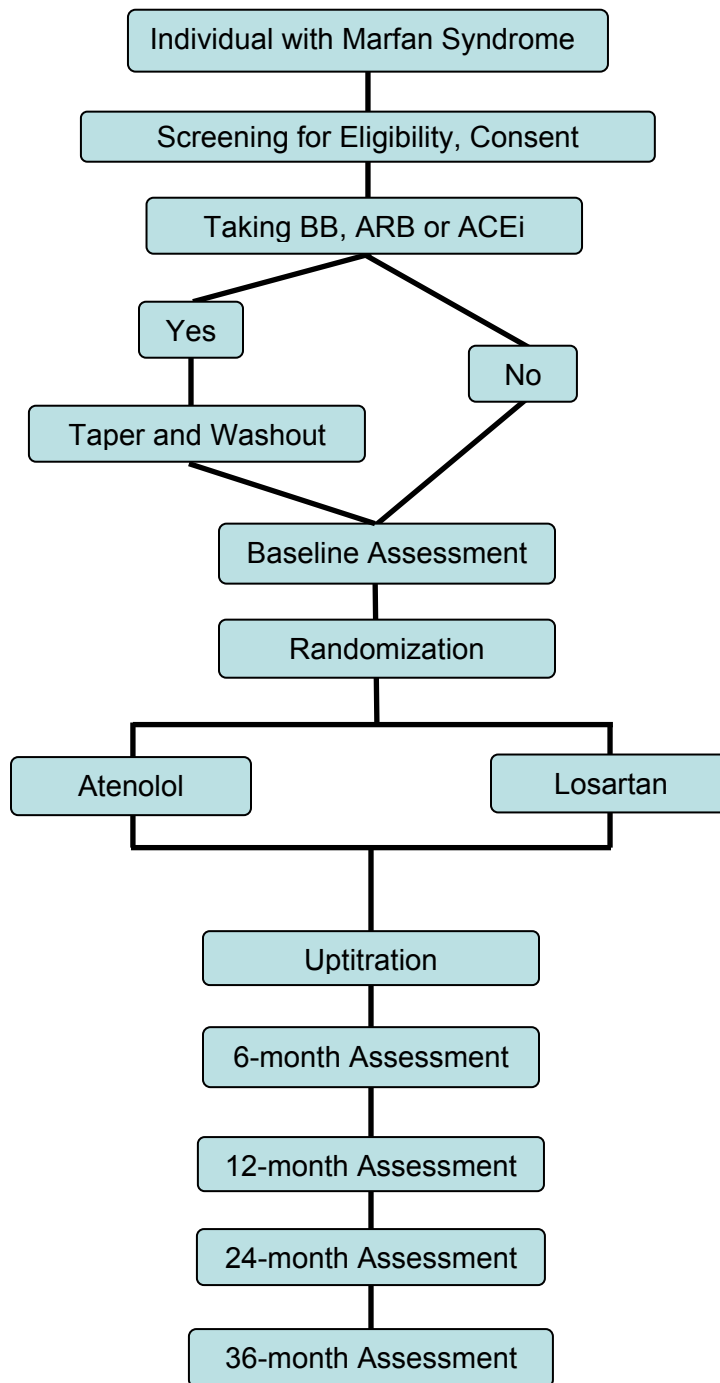 Individual with Marfan Syndrome
Screening for Eligibility, Consent
Taking BB, ARB or ACEi
Yes
No
Taper and Washout
Baseline Assessment
Randomization
Atenolol
Losartan
Uptitration
6-month Assessment
12-month Assessment
24-month Assessment
36-month Assessment